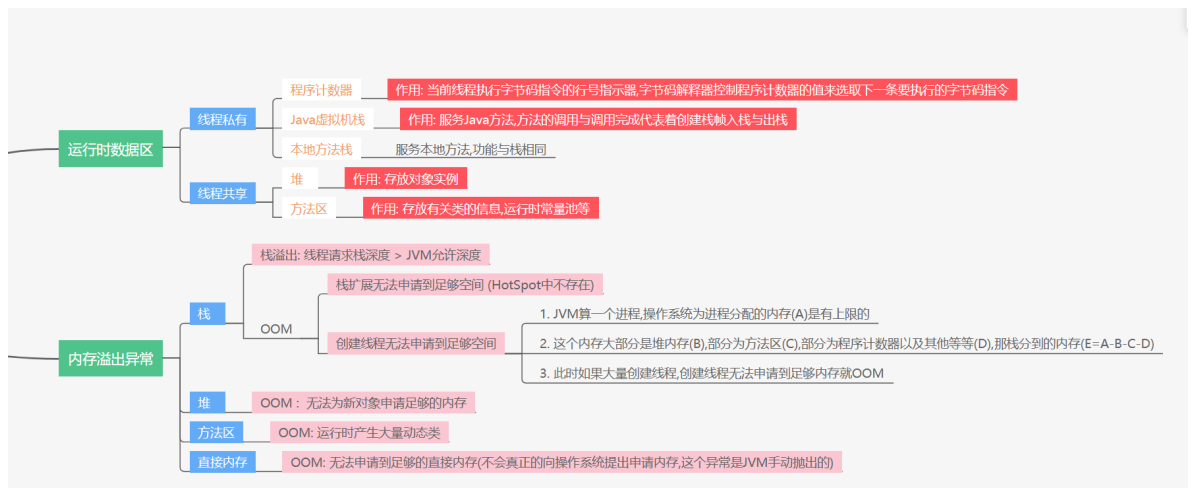 运行时数据区
线程私有
程序计数器
作用: 当前线程执行字节码指令的行号指示器,字节码解释器控制程序计数器的值来选取下一条要执行的字节码指令
Java虚拟机栈
作用: 服务Java方法,方法的调用与调用完成代表着创建栈帧入栈与出栈
本地方法栈
服务本地方法,功能与栈相同
线程共享
堆
作用: 存放对象实例
方法区
作用: 存放有关类的信息,运行时常量池等
内存溢出异常
栈
栈溢出: 线程请求栈深度 > JVM允许深度
OOM
栈扩展无法申请到足够空间 (HotSpot中不存在)
创建线程无法申请到足够空间
1. JVM算一个进程,操作系统为进程分配的内存(A)是有上限的
2. 这个内存大部分是堆内存(B),部分为方法区(C),部分为程序计数器以及其他等等(D),那栈分到的内存(E=A-B-C-D)
3. 此时如果大量创建线程,创建线程无法申请到足够内存就OOM
堆
OOM : 无法为新对象申请足够的内存
方法区
OOM: 运行时产生大量动态类
直接内存
OOM: 无法申请到足够的直接内存(不会真正的向操作系统提出申请内存,这个异常是JVM手动抛出的)